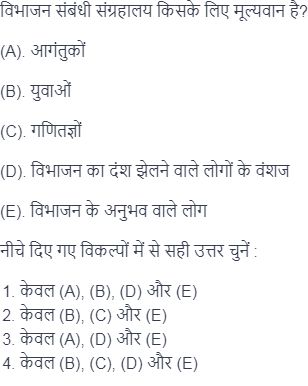 विभाजन संबंधी संग्रहालय किसके लिए मूल्यवान है?
(A). आगंतुकों
(B). युवाओं
(C). गणितज्ञों
(D). विभाजन का दंश झेलने वाले लोगों के वंशज
(E). विभाजन के अनुभव वाले लोग
नीचे दिए गए विकल्पों में से सही उत्तर चुनें :
1. केवल (A), (B), (D) और (E)
2. केवल (B), (C) और (E)
3. केवल (A), (D) और (E)
4. केवल (B), (C), (D) और (E)